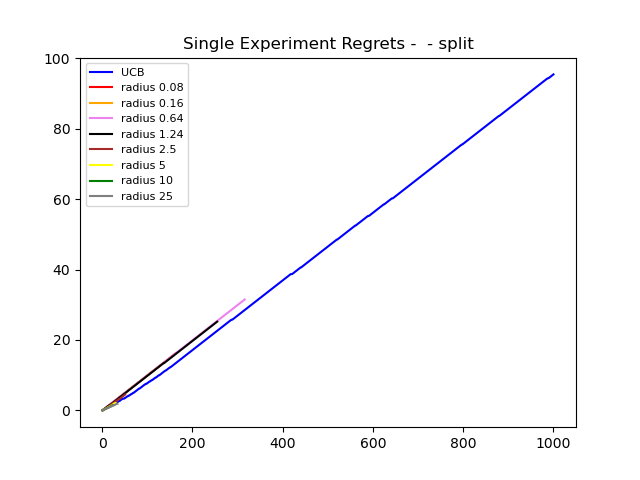 Single Experiment Regrets -  - split
100
80
60
40
20
0
UCB
radius 0.08
radius 0.16
radius 0.64
radius 1.24
radius 2.5
radius 5
radius 10
radius 25
0 200 400 600 800 1000